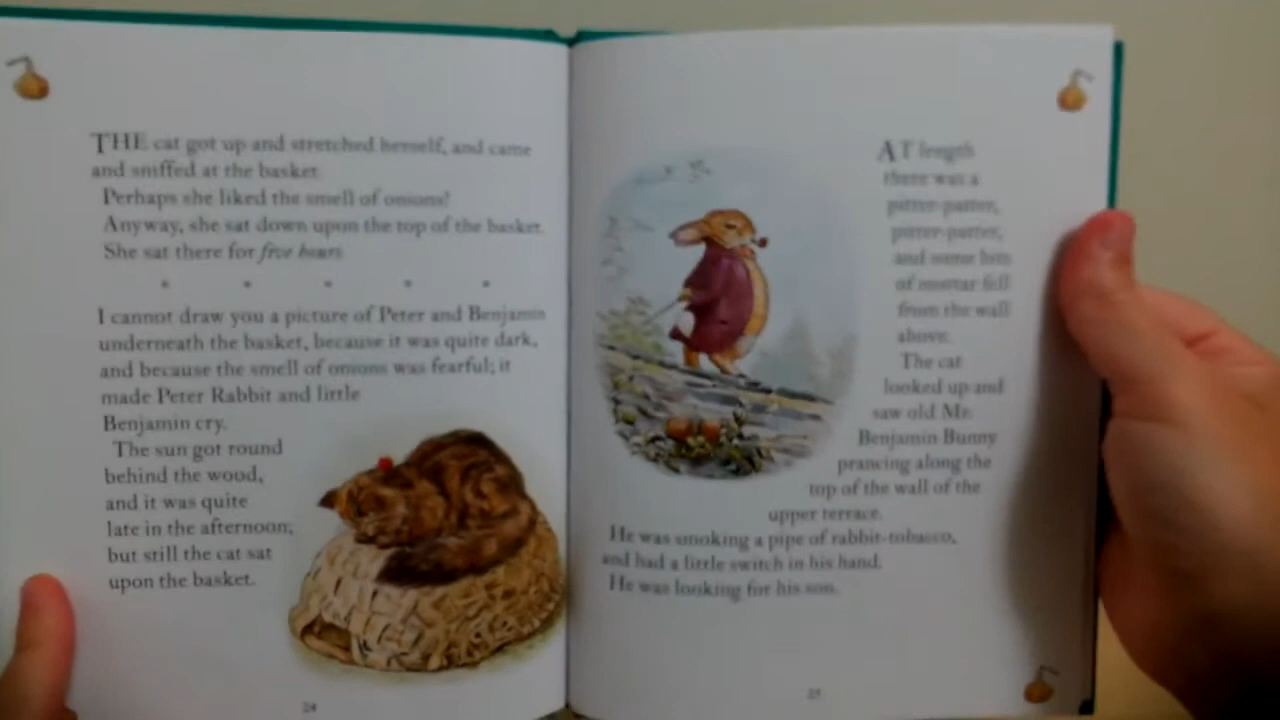 THE cat got up and stretched herself, and came
and sniffed at the basket.
Perhaps she liked the smell of onions!
Anyway, she sat down upon the top of the basket.
She sat there for five hours.
* * * * *
I cannot draw you a picture of Peter and Benjamin
underneath the basket, because it was quite dark,
and because the smell of onions was fearful; it
made Peter Rabbit and little
Benjamin cry.
The sun got round
behind the wood,
and it was quite
late in the afternoon;
but still the cat sat
upon the basket.
24
AT length
there was a
pitter-patter,
pitter-patter,
and some bits
of mortar fell
from the wall
above.
The cat
looked up and
saw old Mr.
Benjamin Bunny
prancing along the
top of the wall of the
upper terrace.
He was smoking a pipe of rabbit-tobacco,
and had a little switch in his hand.
He was looking for his son.
25